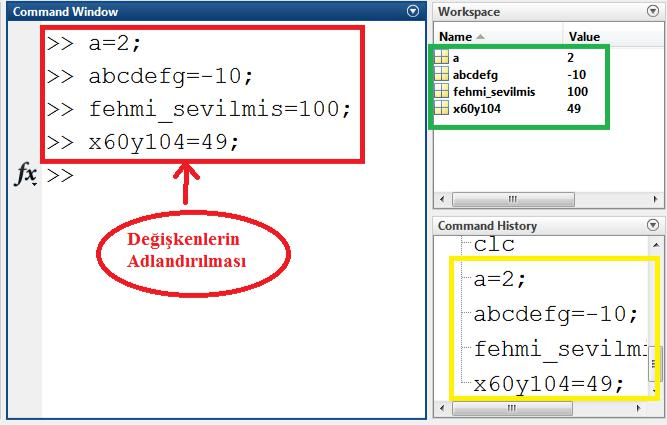 Command Window
>> a=2;
>> abcdefg=-10;
>> fehmi_sevilmis=100;
>> x60y104=49;
fx >>
Değişkenlerin
Adlandırılması
Workspace
Name Value
a 2
abcdefg -10
fehmi_sevilmis 100
x60y104 49
Command History
clc
a=2;
abcdefg=-10;
fehmi_sevilmi
x60y104=49;